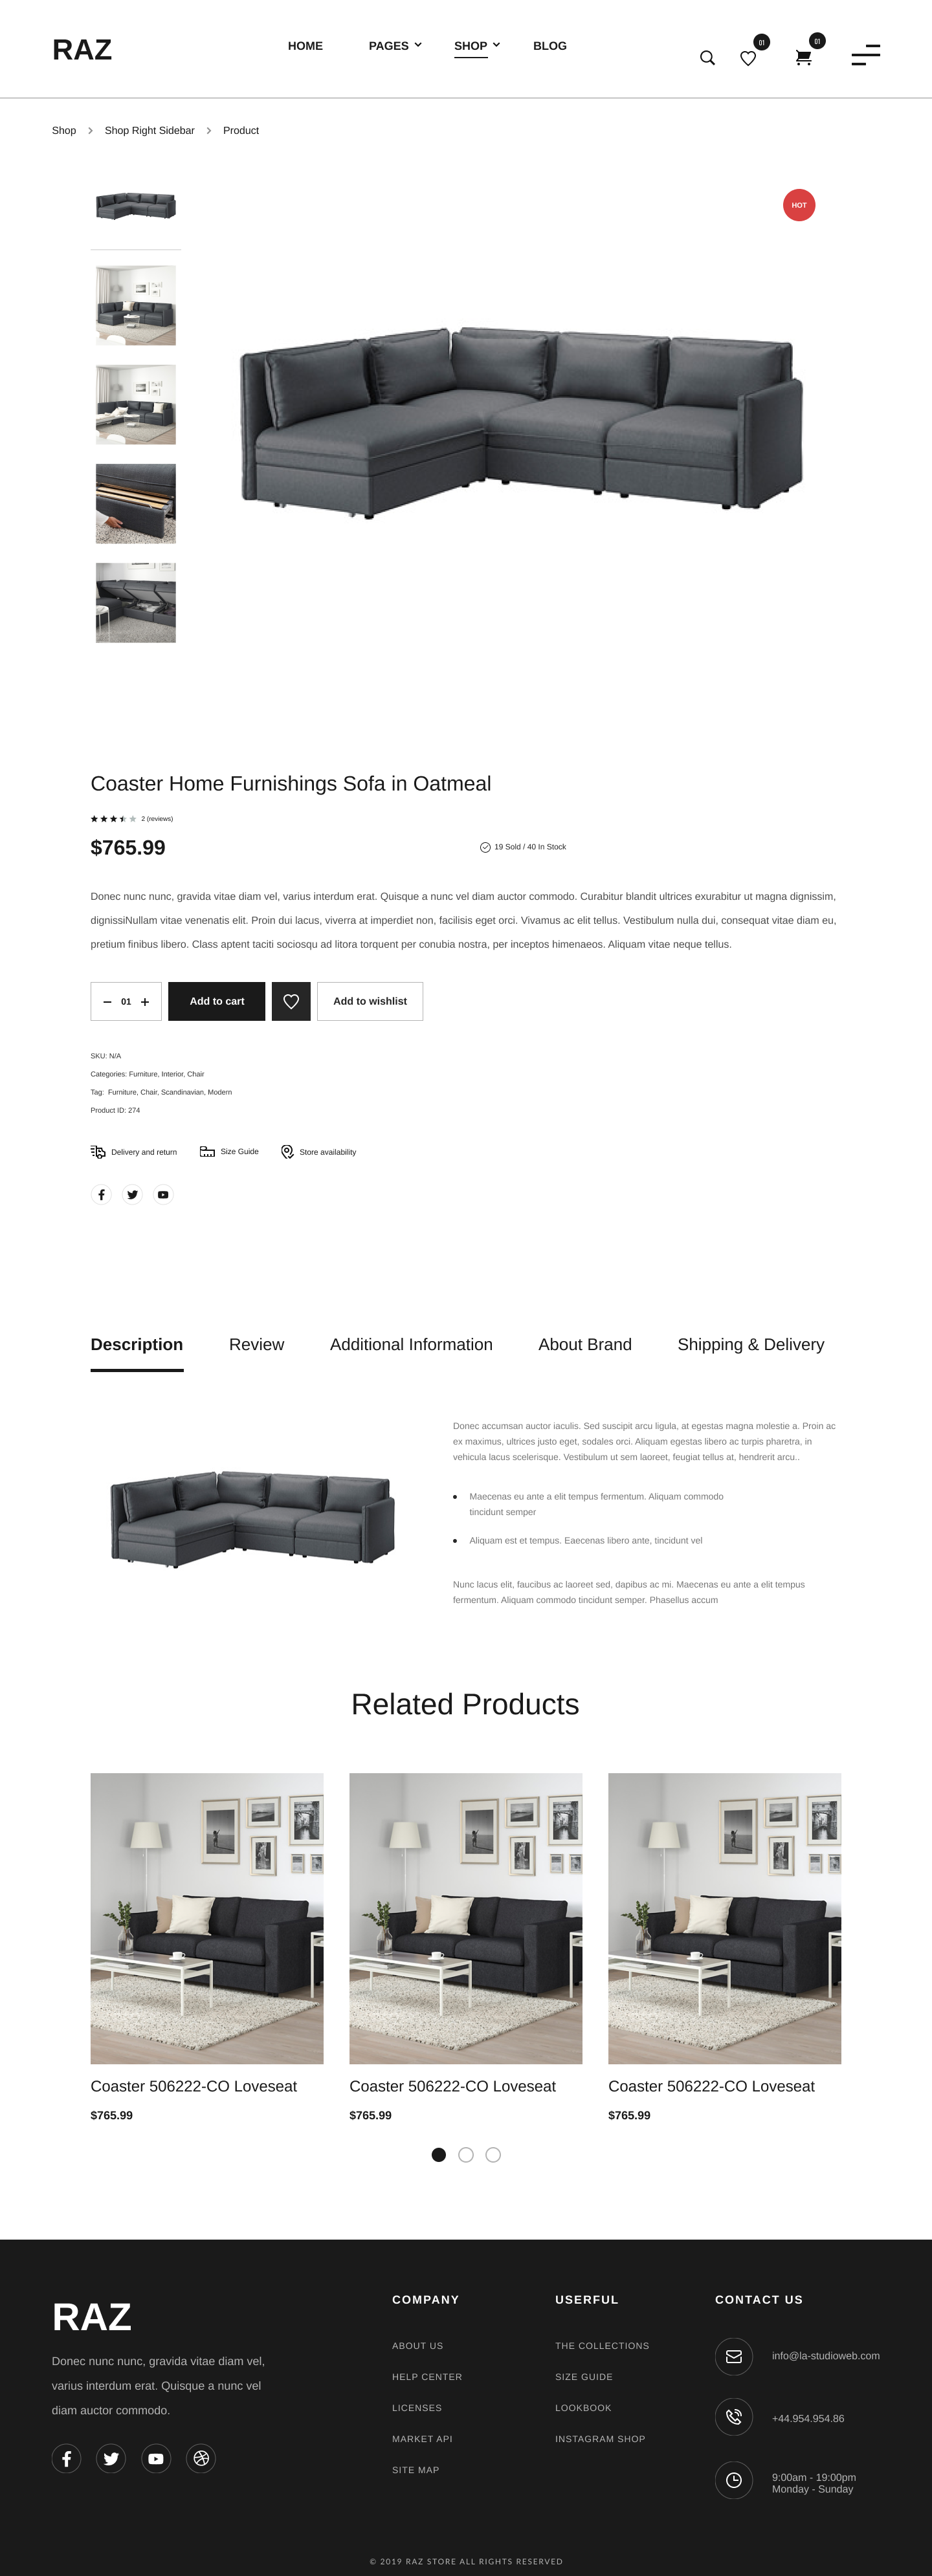 RAZ
HOME
PAGES
SHOP
BLOG
01
01
Shop
Shop Right Sidebar
Product
HOT
Coaster Home Furnishings Sofa in Oatmeal
2 (reviews)
$765.99
19 Sold / 40 In Stock
Donec nunc nunc, gravida vitae diam vel, varius interdum erat. Quisque a nunc vel diam auctor commodo. Curabitur blandit ultrices exurabitur ut magna dignissim,
dignissiNullam vitae venenatis elit. Proin dui lacus, viverra at imperdiet non, facilisis eget orci. Vivamus ac elit tellus. Vestibulum nulla dui, consequat vitae diam eu,
pretium finibus libero. Class aptent taciti sociosqu ad litora torquent per conubia nostra, per inceptos himenaeos. Aliquam vitae neque tellus.
01
Add to cart
Add to wishlist
SKU: N/A
Categories: Furniture, Interior, Chair
Tag: Furniture, Chair, Scandinavian, Modern
Product ID: 274
Delivery and return
Size Guide
Store availability
Description
Review
Additional Information
About Brand
Shipping & Delivery
Donec accumsan auctor iaculis. Sed suscipit arcu ligula, at egestas magna molestie a. Proin ac
ex maximus, ultrices justo eget, sodales orci. Aliquam egestas libero ac turpis pharetra, in
vehicula lacus scelerisque. Vestibulum ut sem laoreet, feugiat tellus at, hendrerit arcu..
Maecenas eu ante a elit tempus fermentum. Aliquam commodo
tincidunt semper
Aliquam est et tempus. Eaecenas libero ante, tincidunt vel
Nunc lacus elit, faucibus ac laoreet sed, dapibus ac mi. Maecenas eu ante a elit tempus
fermentum. Aliquam commodo tincidunt semper. Phasellus accum
Related Products
Coaster 506222-CO Loveseat
$765.99
Coaster 506222-CO Loveseat
$765.99
Coaster 506222-CO Loveseat
$765.99
RAZ
Donec nunc nunc, gravida vitae diam vel,
varius interdum erat. Quisque a nunc vel
diam auctor commodo.
COMPANY
ABOUT US
HELP CENTER
LICENSES
MARKET API
SITE MAP
USERFUL
THE COLLECTIONS
SIZE GUIDE
LOOKBOOK
INSTAGRAM SHOP
CONTACT US
info@la-studioweb.com
+44.954.954.86
9:00am - 19:00pm
Monday - Sunday
© 2019 RAZ STORE ALL RIGHTS RESERVED